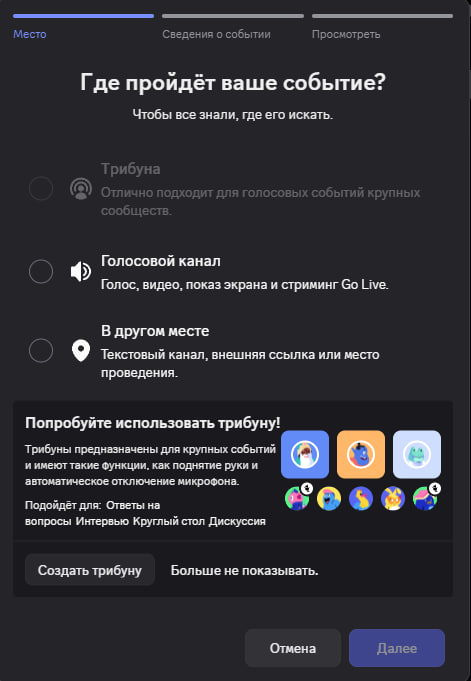 Место
Сведения о событии
Просмотреть
Где пройдёт ваше событие?
Чтобы все знали, где его искать.
Трибуна
Отлично подходит для голосовых событий крупных
сообществ.
Голосовой канал
Голос, видео, показ экрана и стриминг Go Live.
В другом месте
Текстовый канал, внешняя ссылка или место
проведения.
Попробуйте использовать трибуну!
Трибуны предназначены для крупных событий
и имеют такие функции, как поднятие руки и
автоматическое отключение микрофона.
Подойдёт для: Ответы на
вопросы Интервью Круглый стол Дискуссия
Создать трибуну
Больше не показывать.
Отмена
Далее